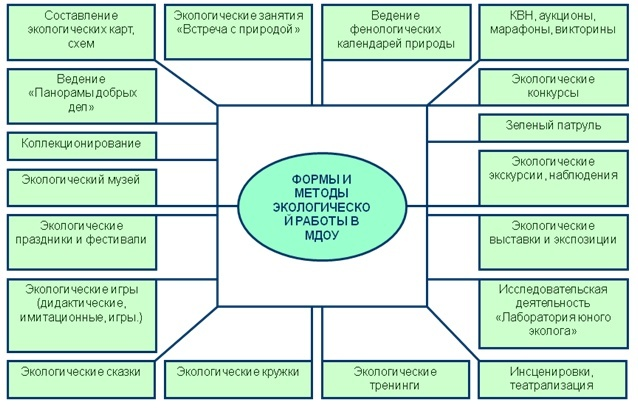 Составление
экологических карт,
схем
Экологические занятия
«Встреча с природой»
Ведение
фенологических
календарей природы
КВН, аукционы,
марафоны, викторины
Ведение
«Панорамы добрых
дел»
Экологические
конкурсы
Зеленый патруль
Коллекционирование
Экологические
экскурсии, наблюдения
Экологический музей
ФОРМЫ И
МЕТОДЫ
ЭКОЛОГИЧЕСКО
Й РАБОТЫ В
МДОУ
Экологические
праздники и фестивали
Экологические
выставки и экспозиции
Экологические игры
(дидактические,
имитационные, игры.)
Исследовательская
деятельность
«Лаборатория юного
эколога»
Экологические сказки
Экологические кружки
Экологические
тренинги
Инсценировки,
театрализация